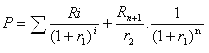 P = ∑ Ri/(1+r₁)ⁱ + Rₙ₊₁/r₂ . 1/(1+r₁)ⁿ